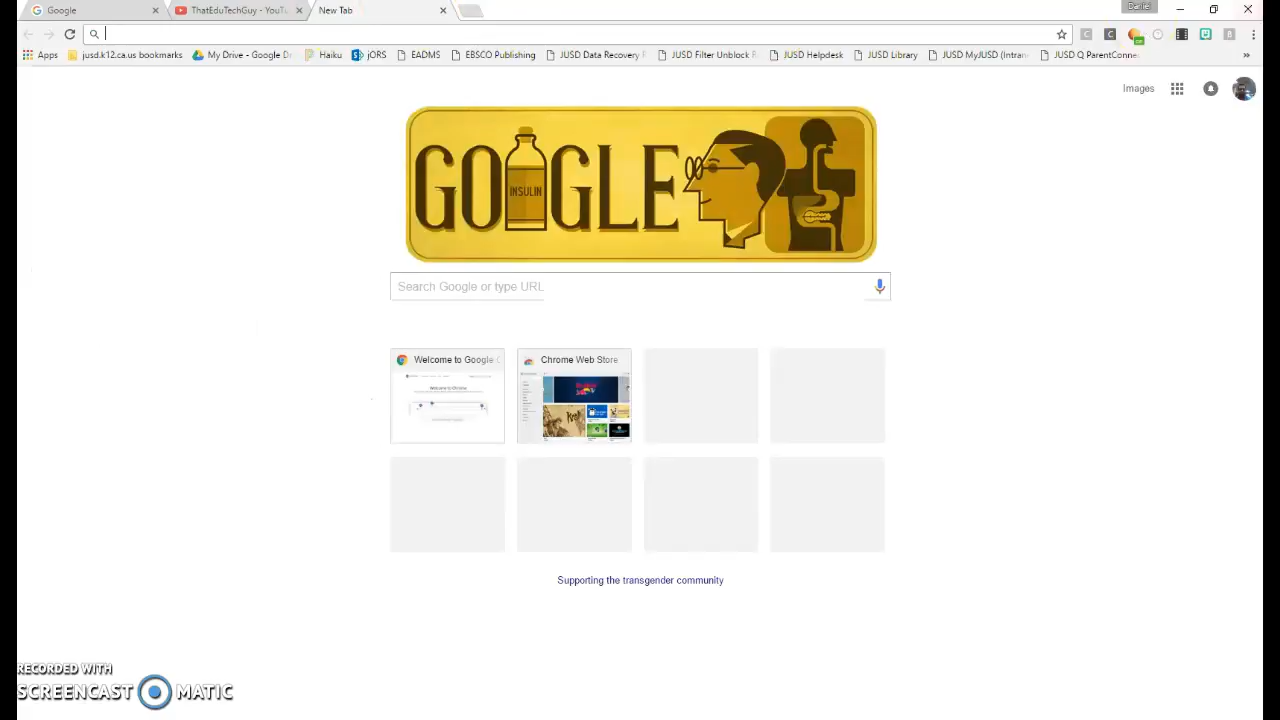 Google
ThatEduTechGuy - YouTu
New Tab
Daniel
Apps
jusd.k12.ca.us bookmarks
My Drive - Google Dr
Haiku
jORS
EADMS
EBSCO Publishing
JUSD Data Recovery F
JUSD Filter Unblock R
JUSD Helpdesk
JUSD Library
JUSD MyJUSD (Intran
JUSD Q ParentConne
Images
GOOGLE
INSULIN
Search Google or type URL
Welcome to Google C
Chrome Web Store
Supporting the transgender community
RECORDED WITH
SCREENCAST MATIC